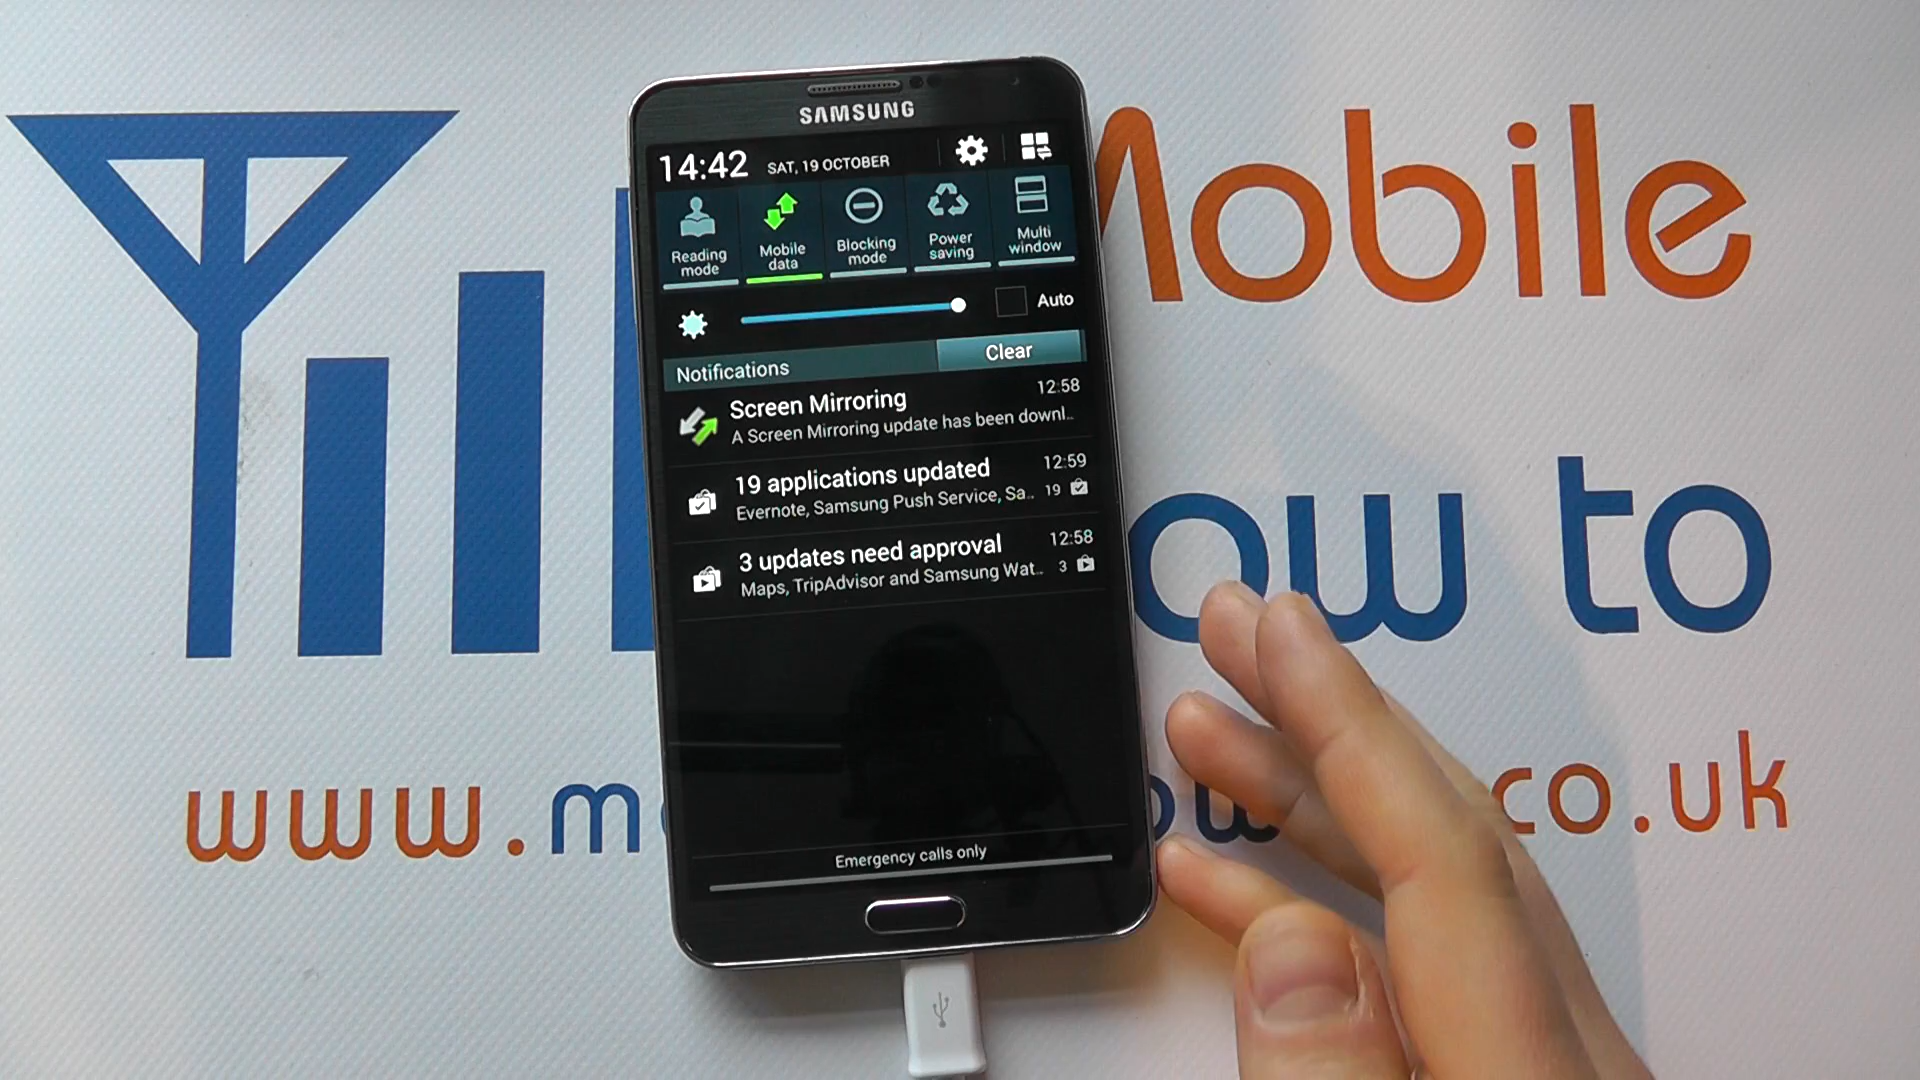 SAMSUNG
14:42 SAT, 19 OCTOBER
Reading mode
Mobile data
Blocking mode
Power saving
Multi window
Auto
Notifications
Clear
Screen Mirroring 12:58
A Screen Mirroring update has been downl..
19 applications updated 12:59
Evernote, Samsung Push Service, Sa.. 19
3 updates need approval 12:58
Maps, TripAdvisor and Samsung Wat.. 3
Emergency calls only
Mobile
ow to
www.m
ow
.co.uk